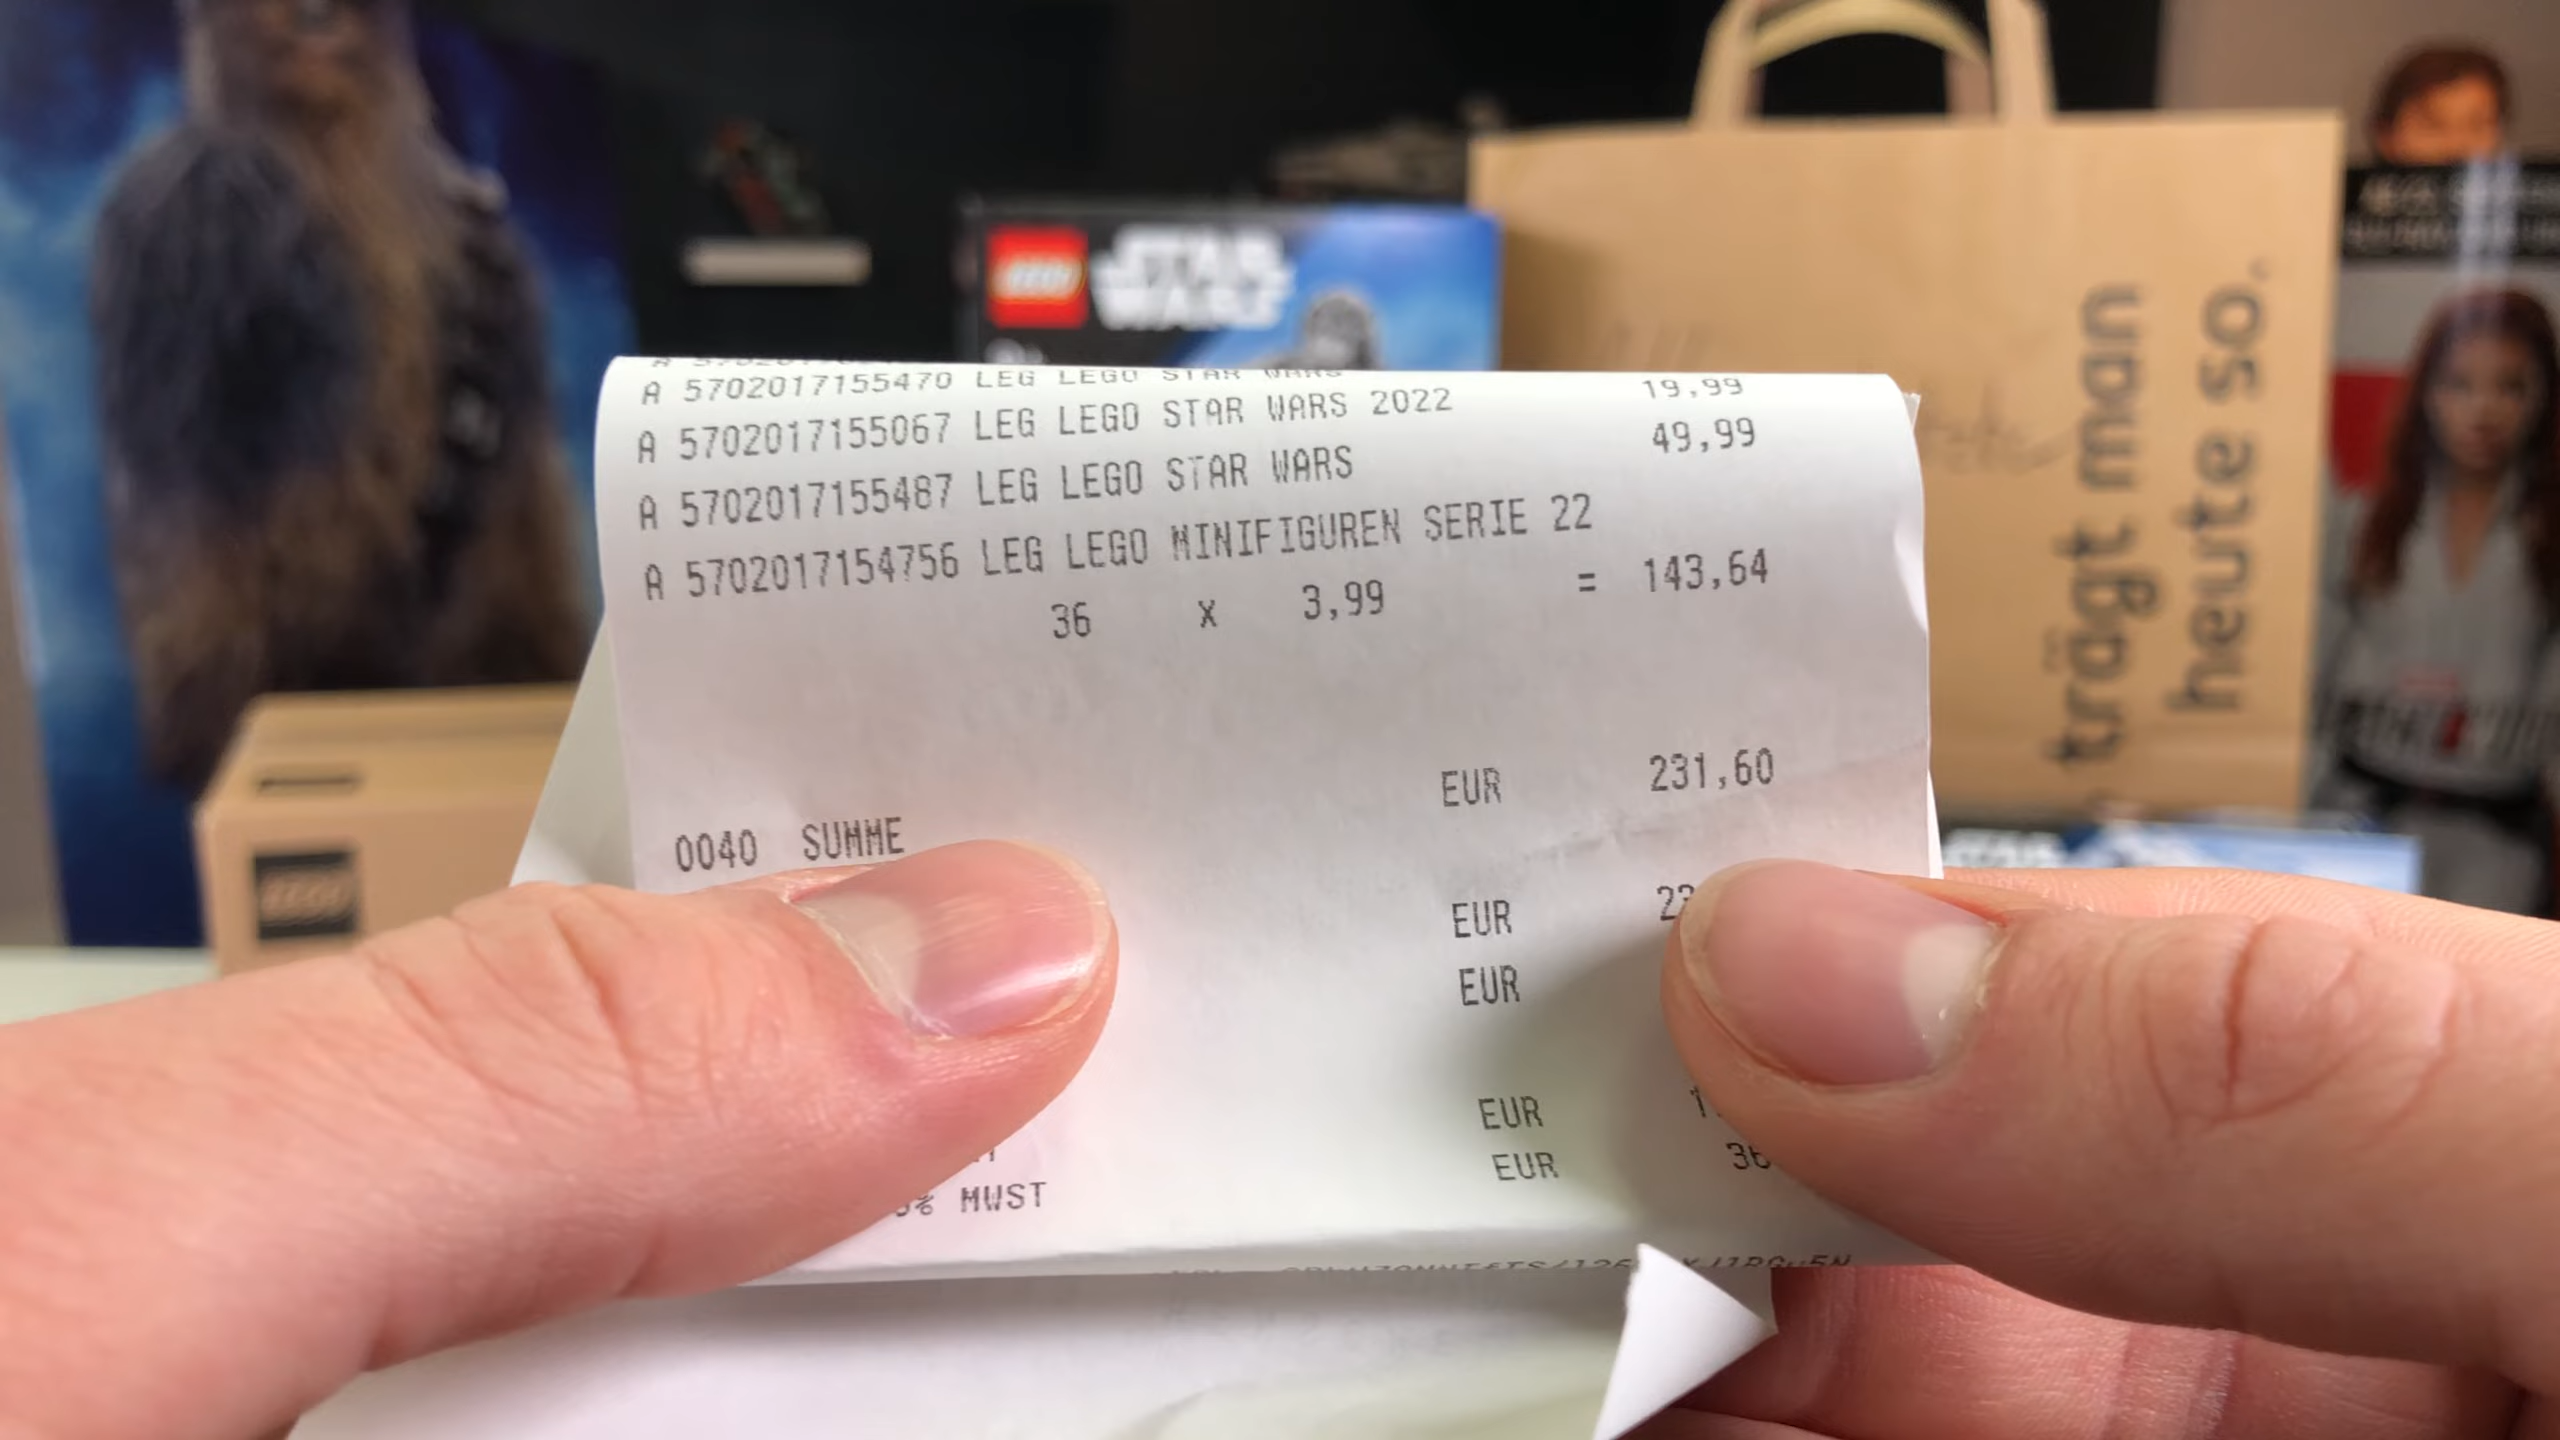 LEGO STAR WARS
A 5702017155470 LEG LEGO STAR WARS 19,99
A 5702017155067 LEG LEGO STAR WARS 2022 49,99
A 5702017155487 LEG LEGO STAR WARS
A 5702017154756 LEG LEGO MINIFIGUREN SERIE 22
36 X 3,99 = 143,64
EUR 231,60
0040 SUMME
EUR
EUR
EUR
EUR
% MWST
trägt man
heute so.
LEGO